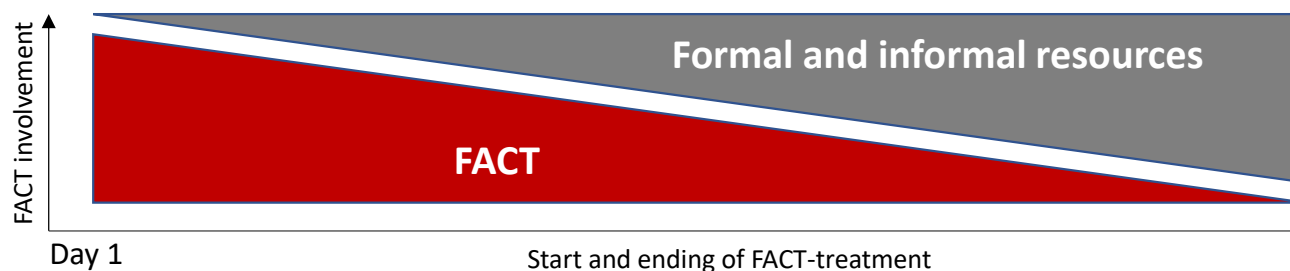 FACT involvement
Formal and informal resources
FACT
Day 1
Start and ending of FACT-treatment